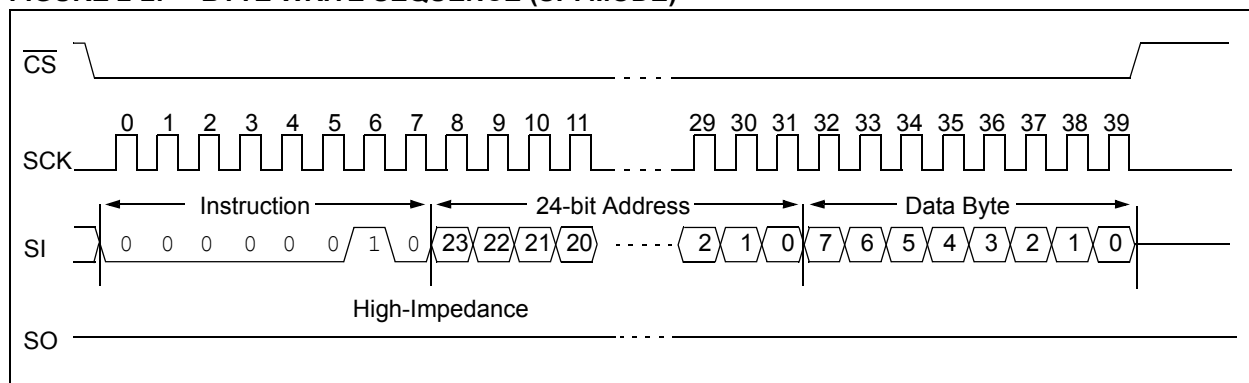 FIGURE 2-2: BYTE WRITE SEQUENCE (SPI MODE)
CS
0 1 2 3 4 5 6 7 8 9 10 11 29 30 31 32 33 34 35 36 37 38 39
SCK
Instruction 24-bit Address Data Byte
SI 0 0 0 0 0 0 1 0 23 22 21 20 2 1 0 7 6 5 4 3 2 1 0
High-Impedance
SO